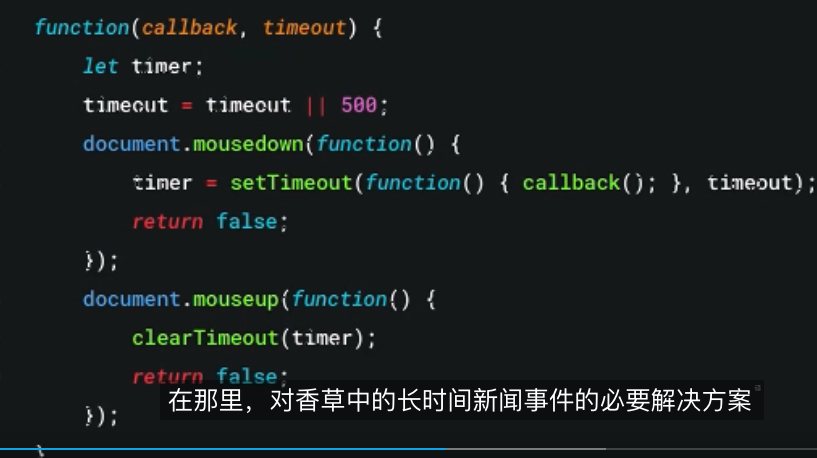 function(callback, timeout) {
let timer;
timeout = timeout || 500;
document.mousedown(function() {
timer = setTimeout(function() { callback(); }, timeout);
return false;
});
document.mouseup(function() {
clearTimeout(timer);
return false;
});
在那里，对香草中的长时间新闻事件的必要解决方案
}